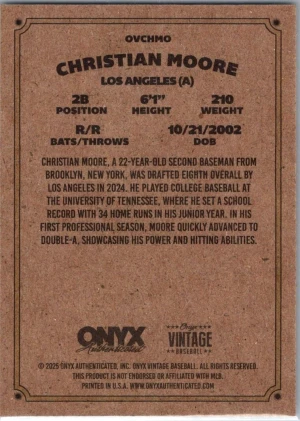 OVCHMO
CHRISTIAN MOORE
LOS ANGELES (A)
2B 6'1" 210
POSITION HEIGHT WEIGHT
R/R 10/21/2002
BATS/THROWS DOB
CHRISTIAN MOORE, A 22-YEAR-OLD SECOND BASEMAN FROM
BROOKLYN, NEW YORK, WAS DRAFTED EIGHTH OVERALL BY
LOS ANGELES IN 2024. HE PLAYED COLLEGE BASEBALL AT
THE UNIVERSITY OF TENNESSEE, WHERE HE SET A SCHOOL
RECORD WITH 34 HOME RUNS IN HIS JUNIOR YEAR. IN HIS
FIRST PROFESSIONAL SEASON, MOORE QUICKLY ADVANCED TO
DOUBLE-A, SHOWCASING HIS POWER AND HITTING ABILITIES.
ONYX
Authenticated
Onyx
VINTAGE
BASEBALL
© 2025 ONYX AUTHENTICATED, INC. ONYX VINTAGE BASEBALL. ALL RIGHTS RESERVED.
THIS PRODUCT IS NOT ENDORSED OR AFFILIATED WITH MLB.
PRINTED IN U.S.A. WWW.ONYXAUTHENTICATED.COM